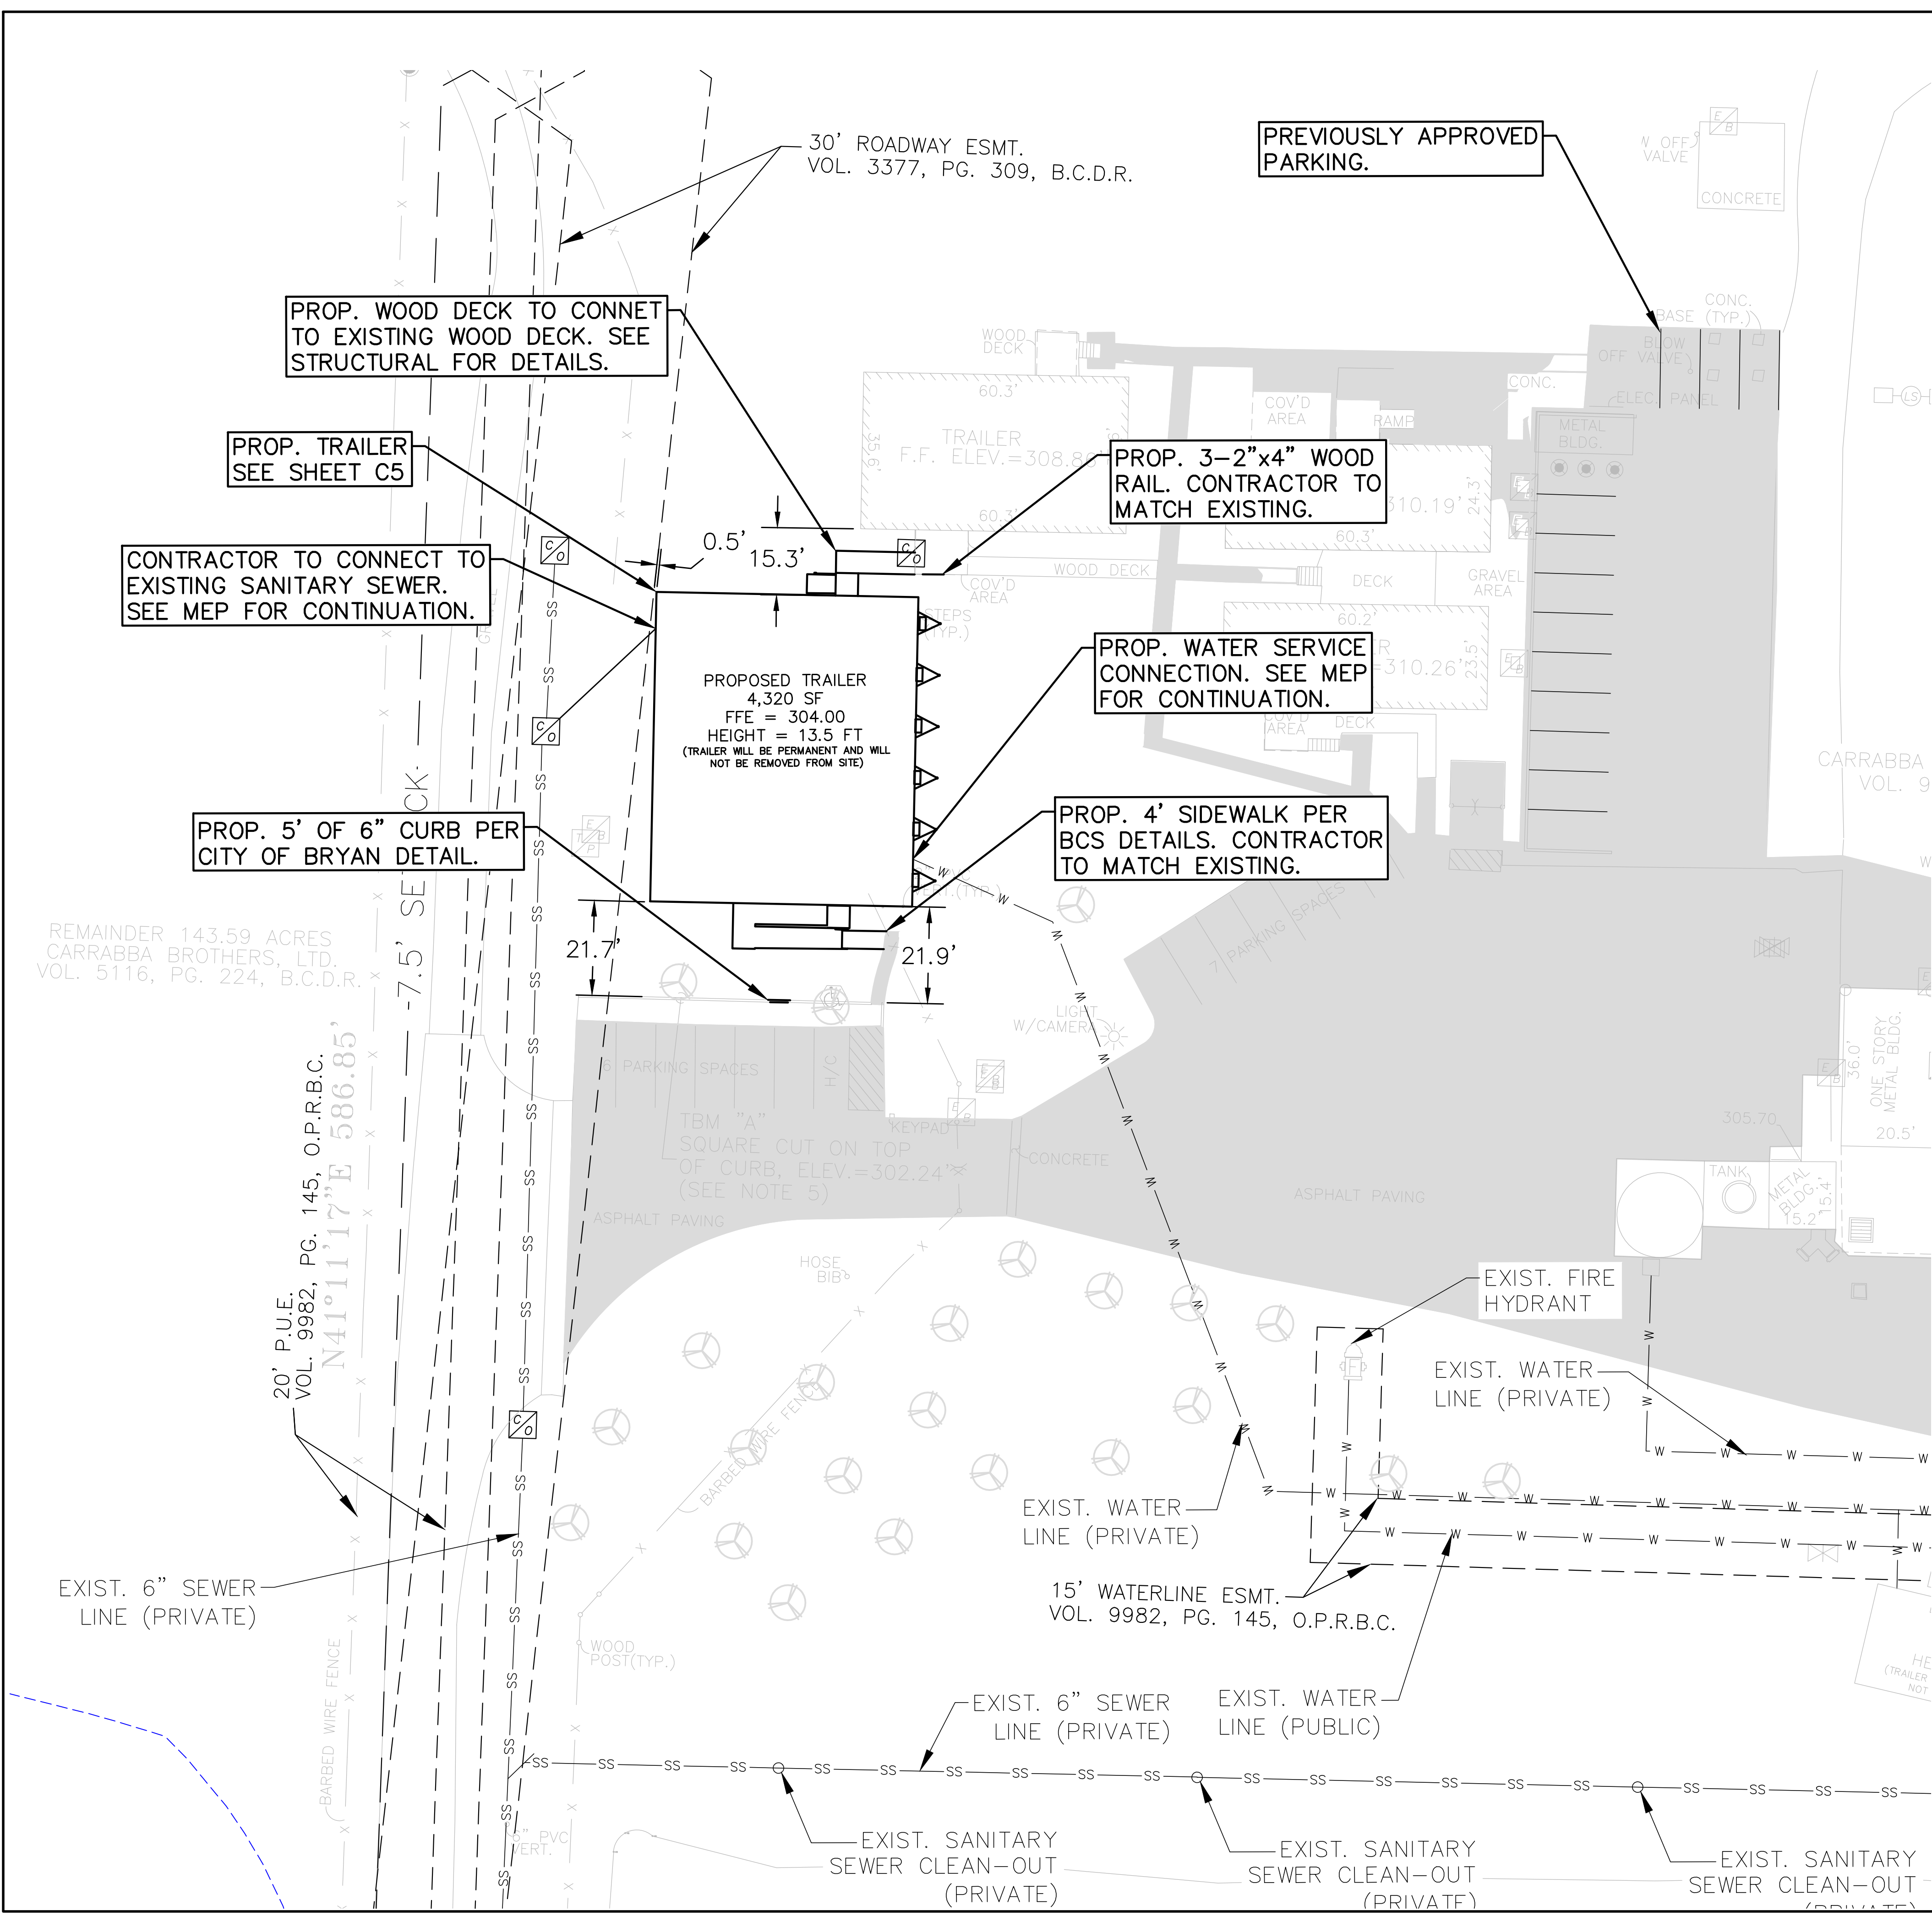 30' ROADWAY ESMT.
VOL. 3377, PG. 309, B.C.D.R.
PREVIOUSLY APPROVED
PARKING.
VALVE
E/B
CONCRETE
PROP. WOOD DECK TO CONNET
TO EXISTING WOOD DECK. SEE
STRUCTURAL FOR DETAILS.
WOOD
DECK
CONC.
BASE (TYP.)
BLOW
OFF VALVE
CONC.
ELEC. PANEL
LS
60.3'
35.6'
TRAILER
F.F. ELEV.=308.86'
60.3'
COV'D
AREA
RAMP
METAL
BLDG.
PROP. TRAILER
SEE SHEET C5
PROP. 3-2"x4" WOOD
RAIL. CONTRACTOR TO
MATCH EXISTING.
310.19'
24.3'
60.3'
0.5'
15.3'
C/O
C/O
CONTRACTOR TO CONNECT TO
EXISTING SANITARY SEWER.
SEE MEP FOR CONTINUATION.
WOOD DECK
COV'D
AREA
DECK
GRAVEL
AREA
STEPS
(TYP.)
60.2'
=310.26'
23.5'
E/B
PROP. WATER SERVICE
CONNECTION. SEE MEP
FOR CONTINUATION.
COV'D
AREA
DECK
PROPOSED TRAILER
4,320 SF
FFE = 304.00
HEIGHT = 13.5 FT
(TRAILER WILL BE PERMANENT AND WILL
NOT BE REMOVED FROM SITE)
C/O
CARRABBA
VOL. 9
PROP. 5' OF 6" CURB PER
CITY OF BRYAN DETAIL.
PROP. 4' SIDEWALK PER
BCS DETAILS. CONTRACTOR
TO MATCH EXISTING.
21.7'
21.9'
7 PARKING SPACES
REMAINDER 143.59 ACRES
CARRABBA BROTHERS, LTD.
VOL. 5116, PG. 224, B.C.D.R.
N41°11'17"E 586.85'
20' P.U.E.
VOL. 9982, PG. 145, O.P.R.B.C.
LIGHT
W/CAMERA
6 PARKING SPACES
H/C
E/B
E/B
KEYPAD
TBM "A"
SQUARE CUT ON TOP
OF CURB, ELEV.=302.24'
(SEE NOTE 5)
CONCRETE
ASPHALT PAVING
ASPHALT PAVING
36.0'
ONE STORY
METAL BLDG.
20.5'
305.70
TANK
METAL
BLDG.
15.4'
15.2'
HOSE
BIB
EXIST. FIRE
HYDRANT
F
EXIST. WATER
LINE (PRIVATE)
C/O
BARBED WIRE FENCE
EXIST. WATER
LINE (PRIVATE)
15' WATERLINE ESMT.
VOL. 9982, PG. 145, O.P.R.B.C.
EXIST. 6" SEWER
LINE (PRIVATE)
WOOD
POST(TYP.)
BARBED WIRE FENCE
EXIST. 6" SEWER
LINE (PRIVATE)
EXIST. WATER
LINE (PUBLIC)
HE
(TRAILER
NOT
6" PVC
VERT.
EXIST. SANITARY
SEWER CLEAN-OUT
(PRIVATE)
EXIST. SANITARY
SEWER CLEAN-OUT
(PRIVATE)
EXIST. SANITARY
SEWER CLEAN-OUT
(PRIVATE)